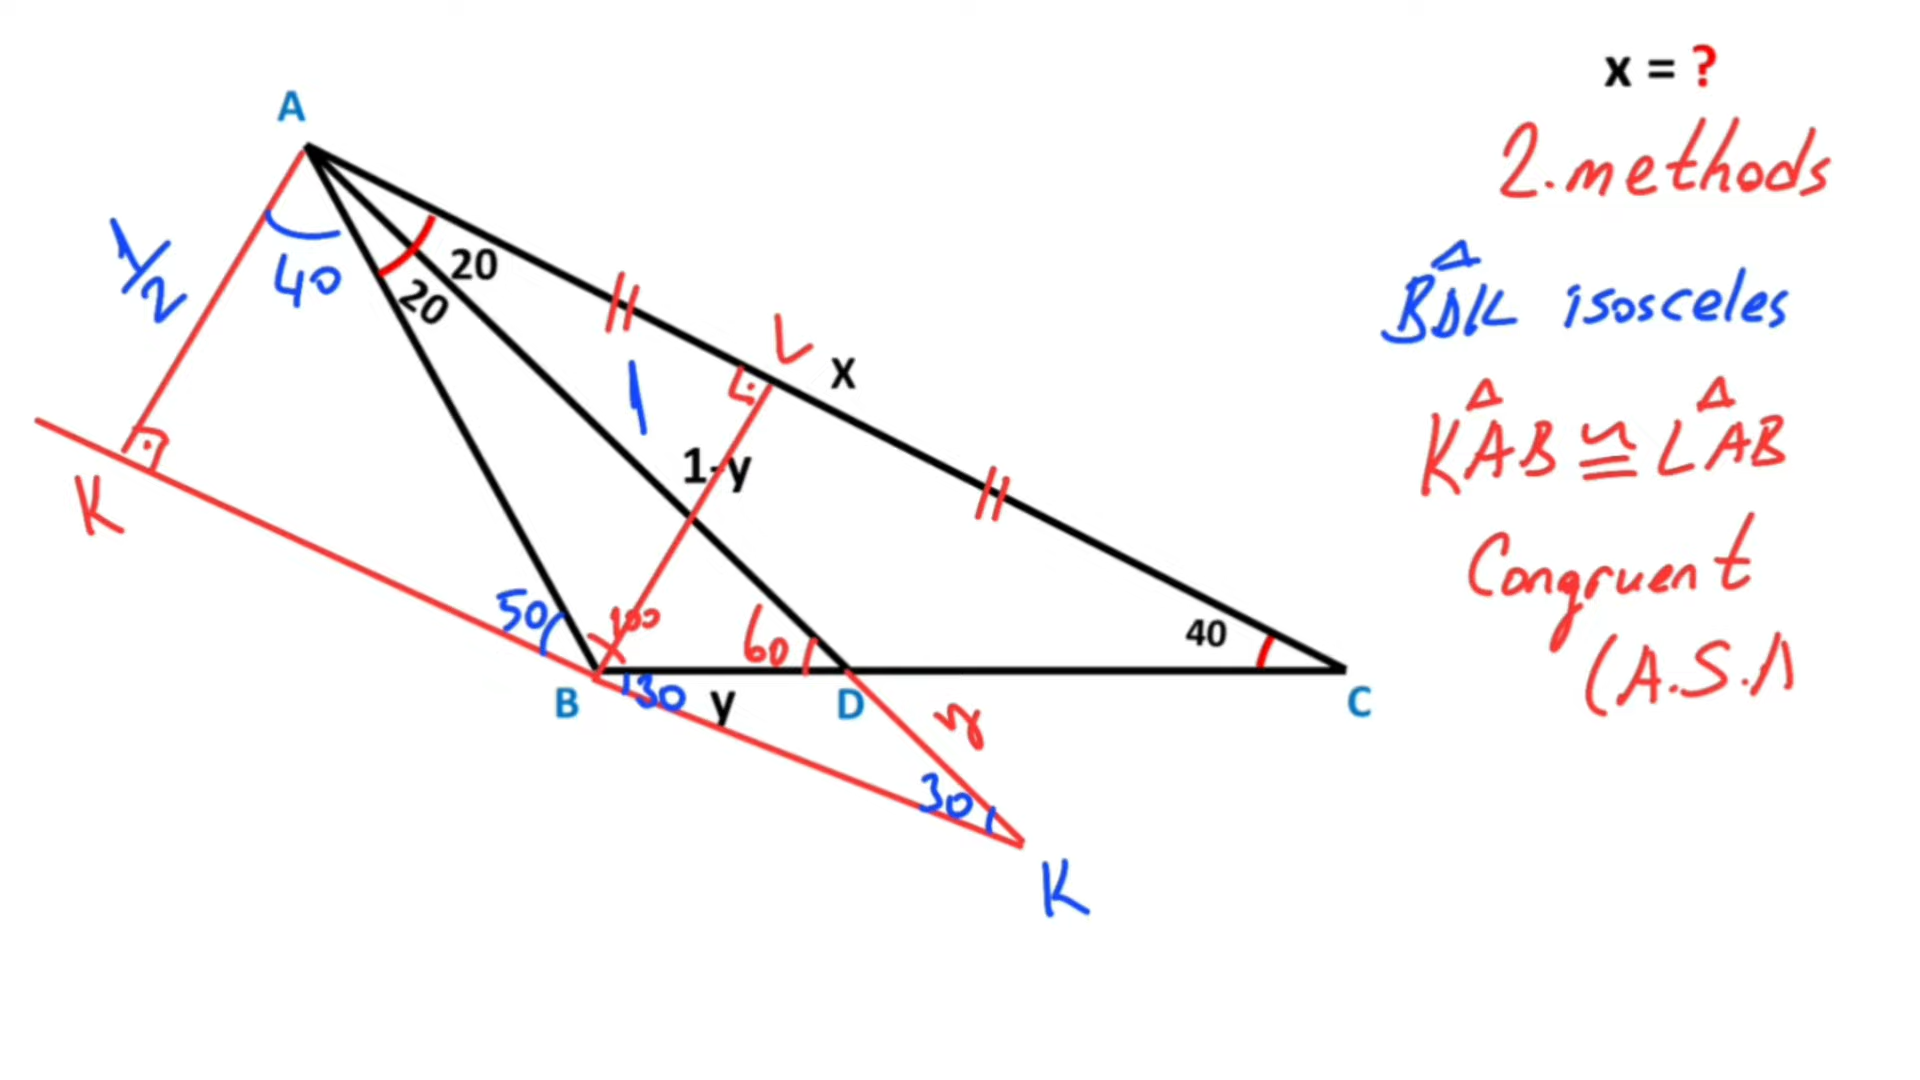 x = ?
2. methods
BDK isosceles
KAB ≅ LAB
Congruent
(A.S.A
A
1/2
40
20
20
L
x
1
1-y
K
50
100
60
40
B
30
y
D
y
C
30
K